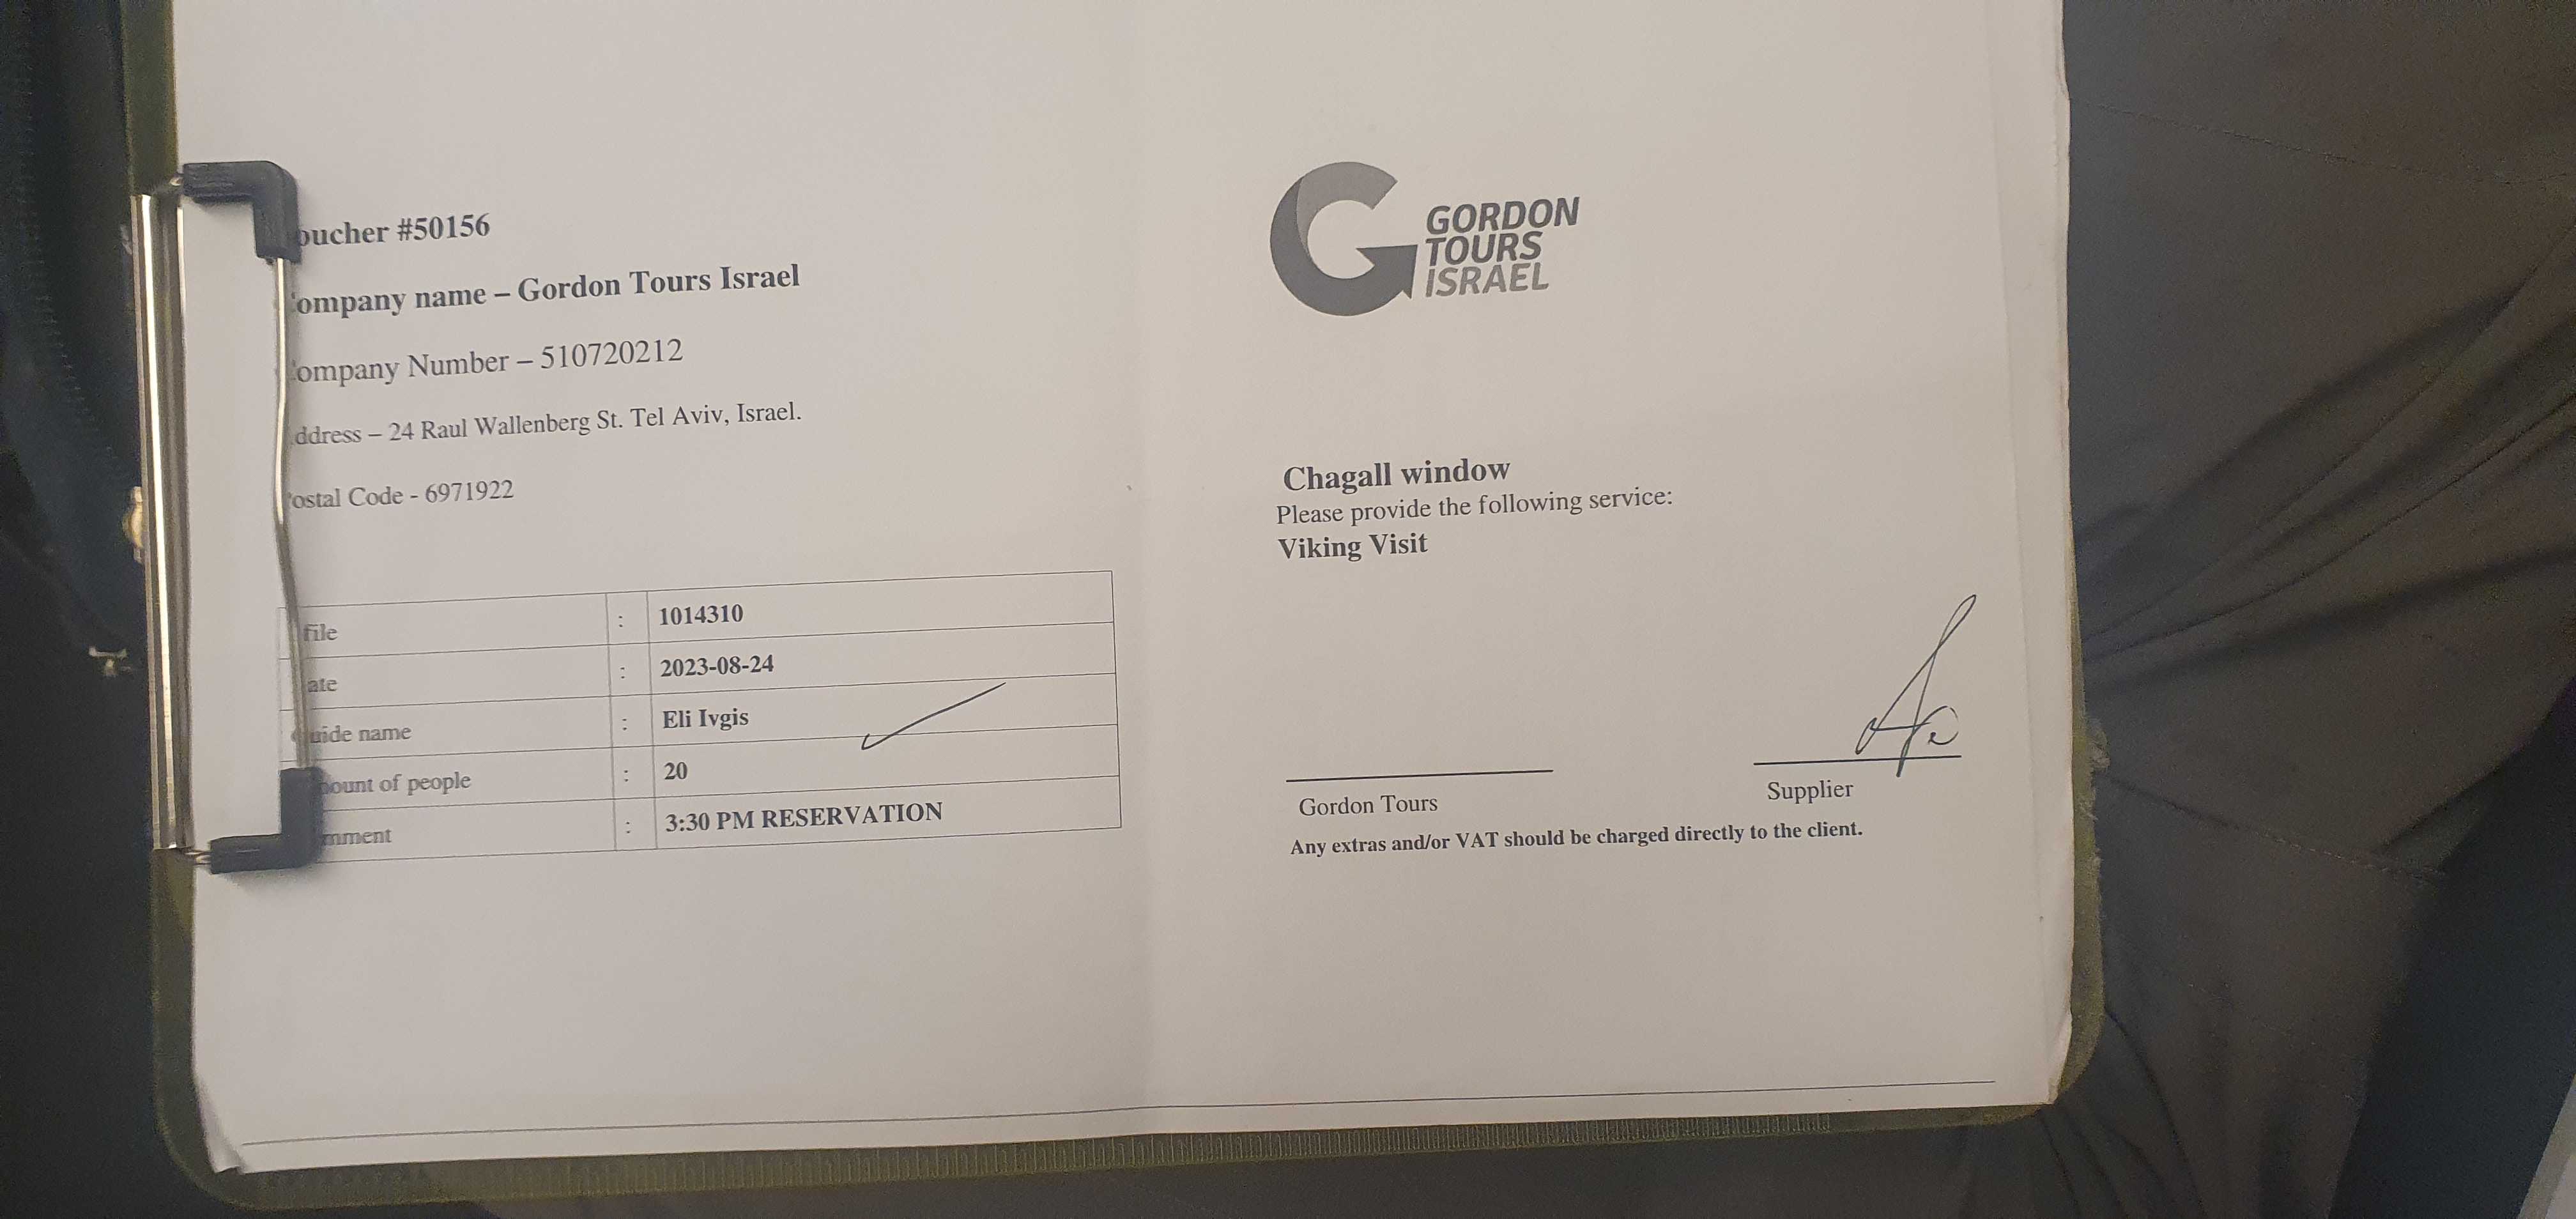 oucher #50156
ompany name – Gordon Tours Israel
ompany Number – 510720212
ddress – 24 Raul Wallenberg St. Tel Aviv, Israel.
ostal Code - 6971922
file : 1014310
ate : 2023-08-24
uide name : Eli Ivgis
ount of people : 20
mment : 3:30 PM RESERVATION
GORDON
TOURS
ISRAEL
Chagall window
Please provide the following service:
Viking Visit
Gordon Tours
Supplier
Any extras and/or VAT should be charged directly to the client.